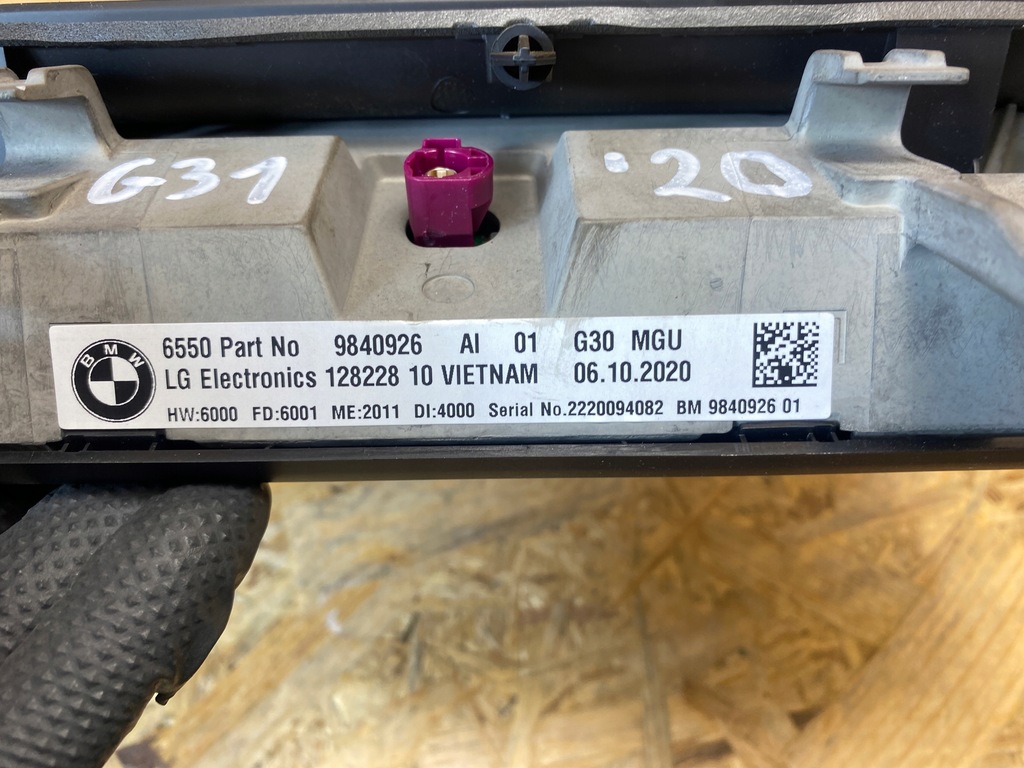 G31 '20
BMW
6550 Part No 9840926 AI 01 G30 MGU
LG Electronics 128228 10 VIETNAM 06.10.2020
HW:6000 FD:6001 ME:2011 DI:4000 Serial No.2220094082 BM 9840926 01